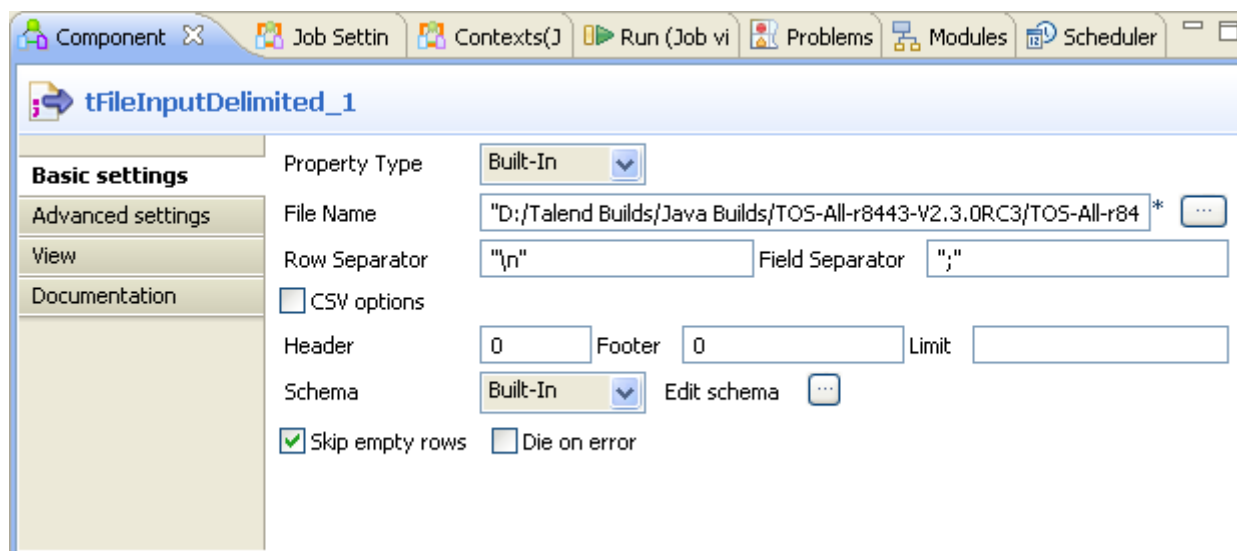 Component Job Settin Contexts(J Run (Job vi Problems Modules Scheduler
tFileInputDelimited_1
Basic settings
Advanced settings
View
Documentation
Property Type Built-In
File Name "D:/Talend Builds/Java Builds/TOS-All-r8443-V2.3.0RC3/TOS-All-r84 * ...
Row Separator "\n" Field Separator ";"
CSV options
Header 0 Footer 0 Limit
Schema Built-In Edit schema ...
Skip empty rows Die on error